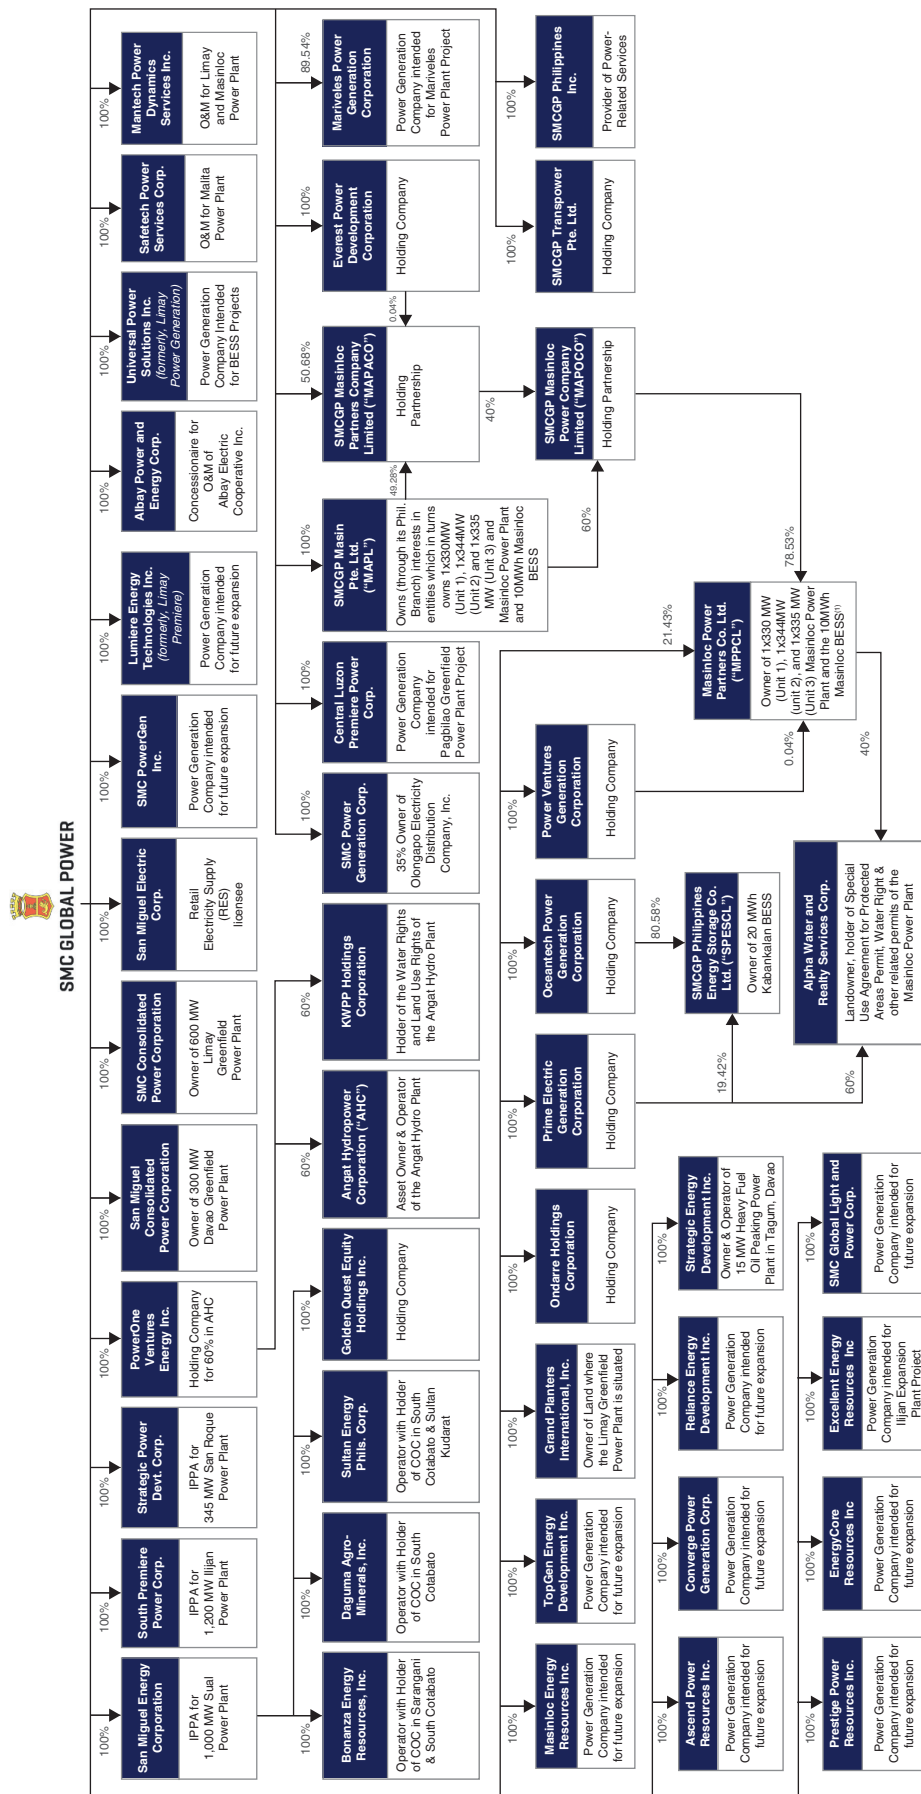 SMC GLOBAL POWER
100%
San Miguel Energy
Corporation
IPPA for
1,000 MW Sual
Power Plant
100%
South Premiere
Power Corp.
IPPA for
1,200 MW Ilijan
Power Plant
100%
Strategic Power
Devt. Corp.
IPPA for
345 MW San Roque
Power Plant
100%
PowerOne
Ventures
Energy Inc.
Holding Company
for 60% in AHC
100%
San Miguel
Consolidated
Power Corporation
Owner of 300 MW
Davao Greenfield
Power Plant
100%
SMC Consolidated
Power Corporation
Owner of 600 MW
Limay
Greenfield
Power Plant
100%
San Miguel Electric
Corp.
Retail
Electricity Supply
(RES)
licensee
100%
SMC PowerGen
Inc.
Power Generation
Company intended
for future expansion
100%
Lumiere Energy
Technologies Inc.
(formerly, Limay
Premiere)
Power Generation
Company intended
for future expansion
100%
Albay Power and
Energy Corp.
Concessionaire for
O&M of
Albay Electric
Cooperative Inc.
100%
Universal Power
Solutions Inc.
(formerly, Limay
Power Generation)
Power Generation
Company Intended
for BESS Projects
100%
Safetech Power
Services Corp.
O&M for Malita
Power Plant
100%
Mantech Power
Dynamics
Services Inc.
O&M for Limay
and Masinloc
Power Plant
100%
Bonanza Energy
Resources, Inc.
Operator with Holder
of COC in Sarangani
& South Cotabato
100%
Daguma Agro-
Minerals, Inc.
Operator with Holder
of COC in South
Cotabato
100%
Sultan Energy
Phils. Corp.
Operator with Holder
of COC in South
Cotabato & Sultan
Kudarat
100%
Golden Quest Equity
Holdings Inc.
Holding Company
60%
Angat Hydropower
Corporation ("AHC")
Asset Owner & Operator
of the Angat Hydro Plant
60%
KWPP Holdings
Corporation
Holder of the Water Rights
and Land Use Rights of
the Angat Hydro Plant
100%
SMC Power
Generation Corp.
35% Owner of
Olongapo Electricity
Distribution
Company, Inc.
100%
Central Luzon
Premiere Power
Corp.
Power Generation
Company
intended for
Pagbilao Greenfield
Power Plant Project
100%
SMCGP Masin
Pte. Ltd.
("MAPL")
Owns (through its Phil.
Branch) interests in
entities which in turns
owns 1x330MW
(Unit 1), 1x344MW
(Unit 2) and 1x335
MW (Unit 3) and
Masinloc Power Plant
and 10MWh Masinloc
BESS
49.28%
50.68%
SMCGP Masinloc
Partners Company
Limited ("MAPACO")
Holding
Partnership
0.04%
100%
Everest Power
Development
Corporation
Holding Company
89.54%
Mariveles Power
Generation
Corporation
Power Generation
Company intended
for Mariveles
Power Plant Project
60%
40%
SMCGP Masinloc
Power Company
Limited ("MAPOCO")
Holding Partnership
100%
SMCGP Transpower
Pte. Ltd.
Holding Company
100%
SMCGP Philippines
Inc.
Provider of Power-
Related Services
100%
Masinloc Energy
Resources Inc.
Power Generation
Company intended
for future expansion
100%
TopGen Energy
Development Inc.
Power Generation
Company intended
for future expansion
100%
Grand Planters
International, Inc.
Owner of Land where
the Limay Greenfield
Power Plant is situated
100%
Ondarre Holdings
Corporation
Holding Company
100%
Prime Electric
Generation
Corporation
Holding Company
100%
Oceantech Power
Generation
Corporation
Holding Company
100%
Power Ventures
Generation
Corporation
Holding Company
21.43%
78.53%
0.04%
Masinloc Power
Partners Co. Ltd.
("MPPCL")
Owner of 1x330 MW
(Unit 1), 1x344MW
(unit 2), and 1x335 MW
(Unit 3) Masinloc Power
Plant and the 10MWh
Masinloc BESS(1)
19.42%
80.58%
SMCGP Philippines
Energy Storage Co.
Ltd. ("SPESCL")
Owner of 20 MWh
Kabankalan BESS
60%
40%
Alpha Water and
Realty Services Corp.
Landowner, holder of Special
Use Agreement for Protected
Areas Permit, Water Right &
other related permits of the
Masinloc Power Plant
100%
Ascend Power
Resources Inc.
Power Generation
Company intended for
future expansion
100%
Converge Power
Generation Corp.
Power Generation
Company intended for
future expansion
100%
Reliance Energy
Development Inc.
Power Generation
Company intended
for future expansion
100%
Strategic Energy
Development Inc.
Owner & Operator of
15 MW Heavy Fuel
Oil Peaking Power
Plant in Tagum, Davao
100%
Prestige Power
Resources Inc.
Power Generation
Company intended for
future expansion
100%
EnergyCore
Resources Inc
Power Generation
Company intended for
future expansion
100%
Excellent Energy
Resources Inc
Power Generation
Company intended for
Ilijan Expansion
Plant Project
100%
SMC Global Light and
Power Corp.
Power Generation
Company intended for
future expansion